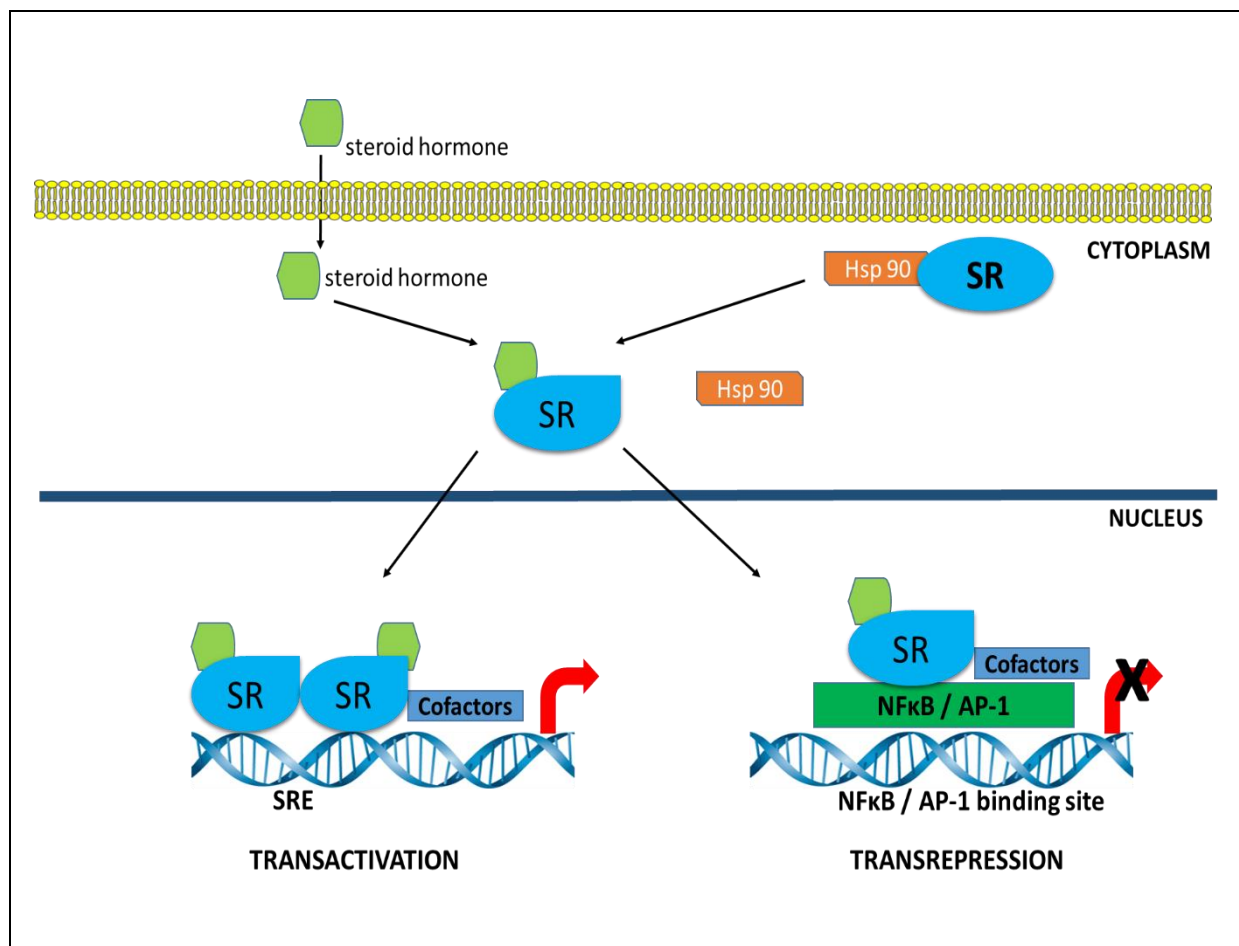 steroid hormone
CYTOPLASM
steroid hormone
Hsp 90
SR
SR
Hsp 90
NUCLEUS
SR
SR
Cofactors
SRE
TRANSACTIVATION
SR
Cofactors
X
NFκB / AP-1
NFκB / AP-1 binding site
TRANSREPRESSION